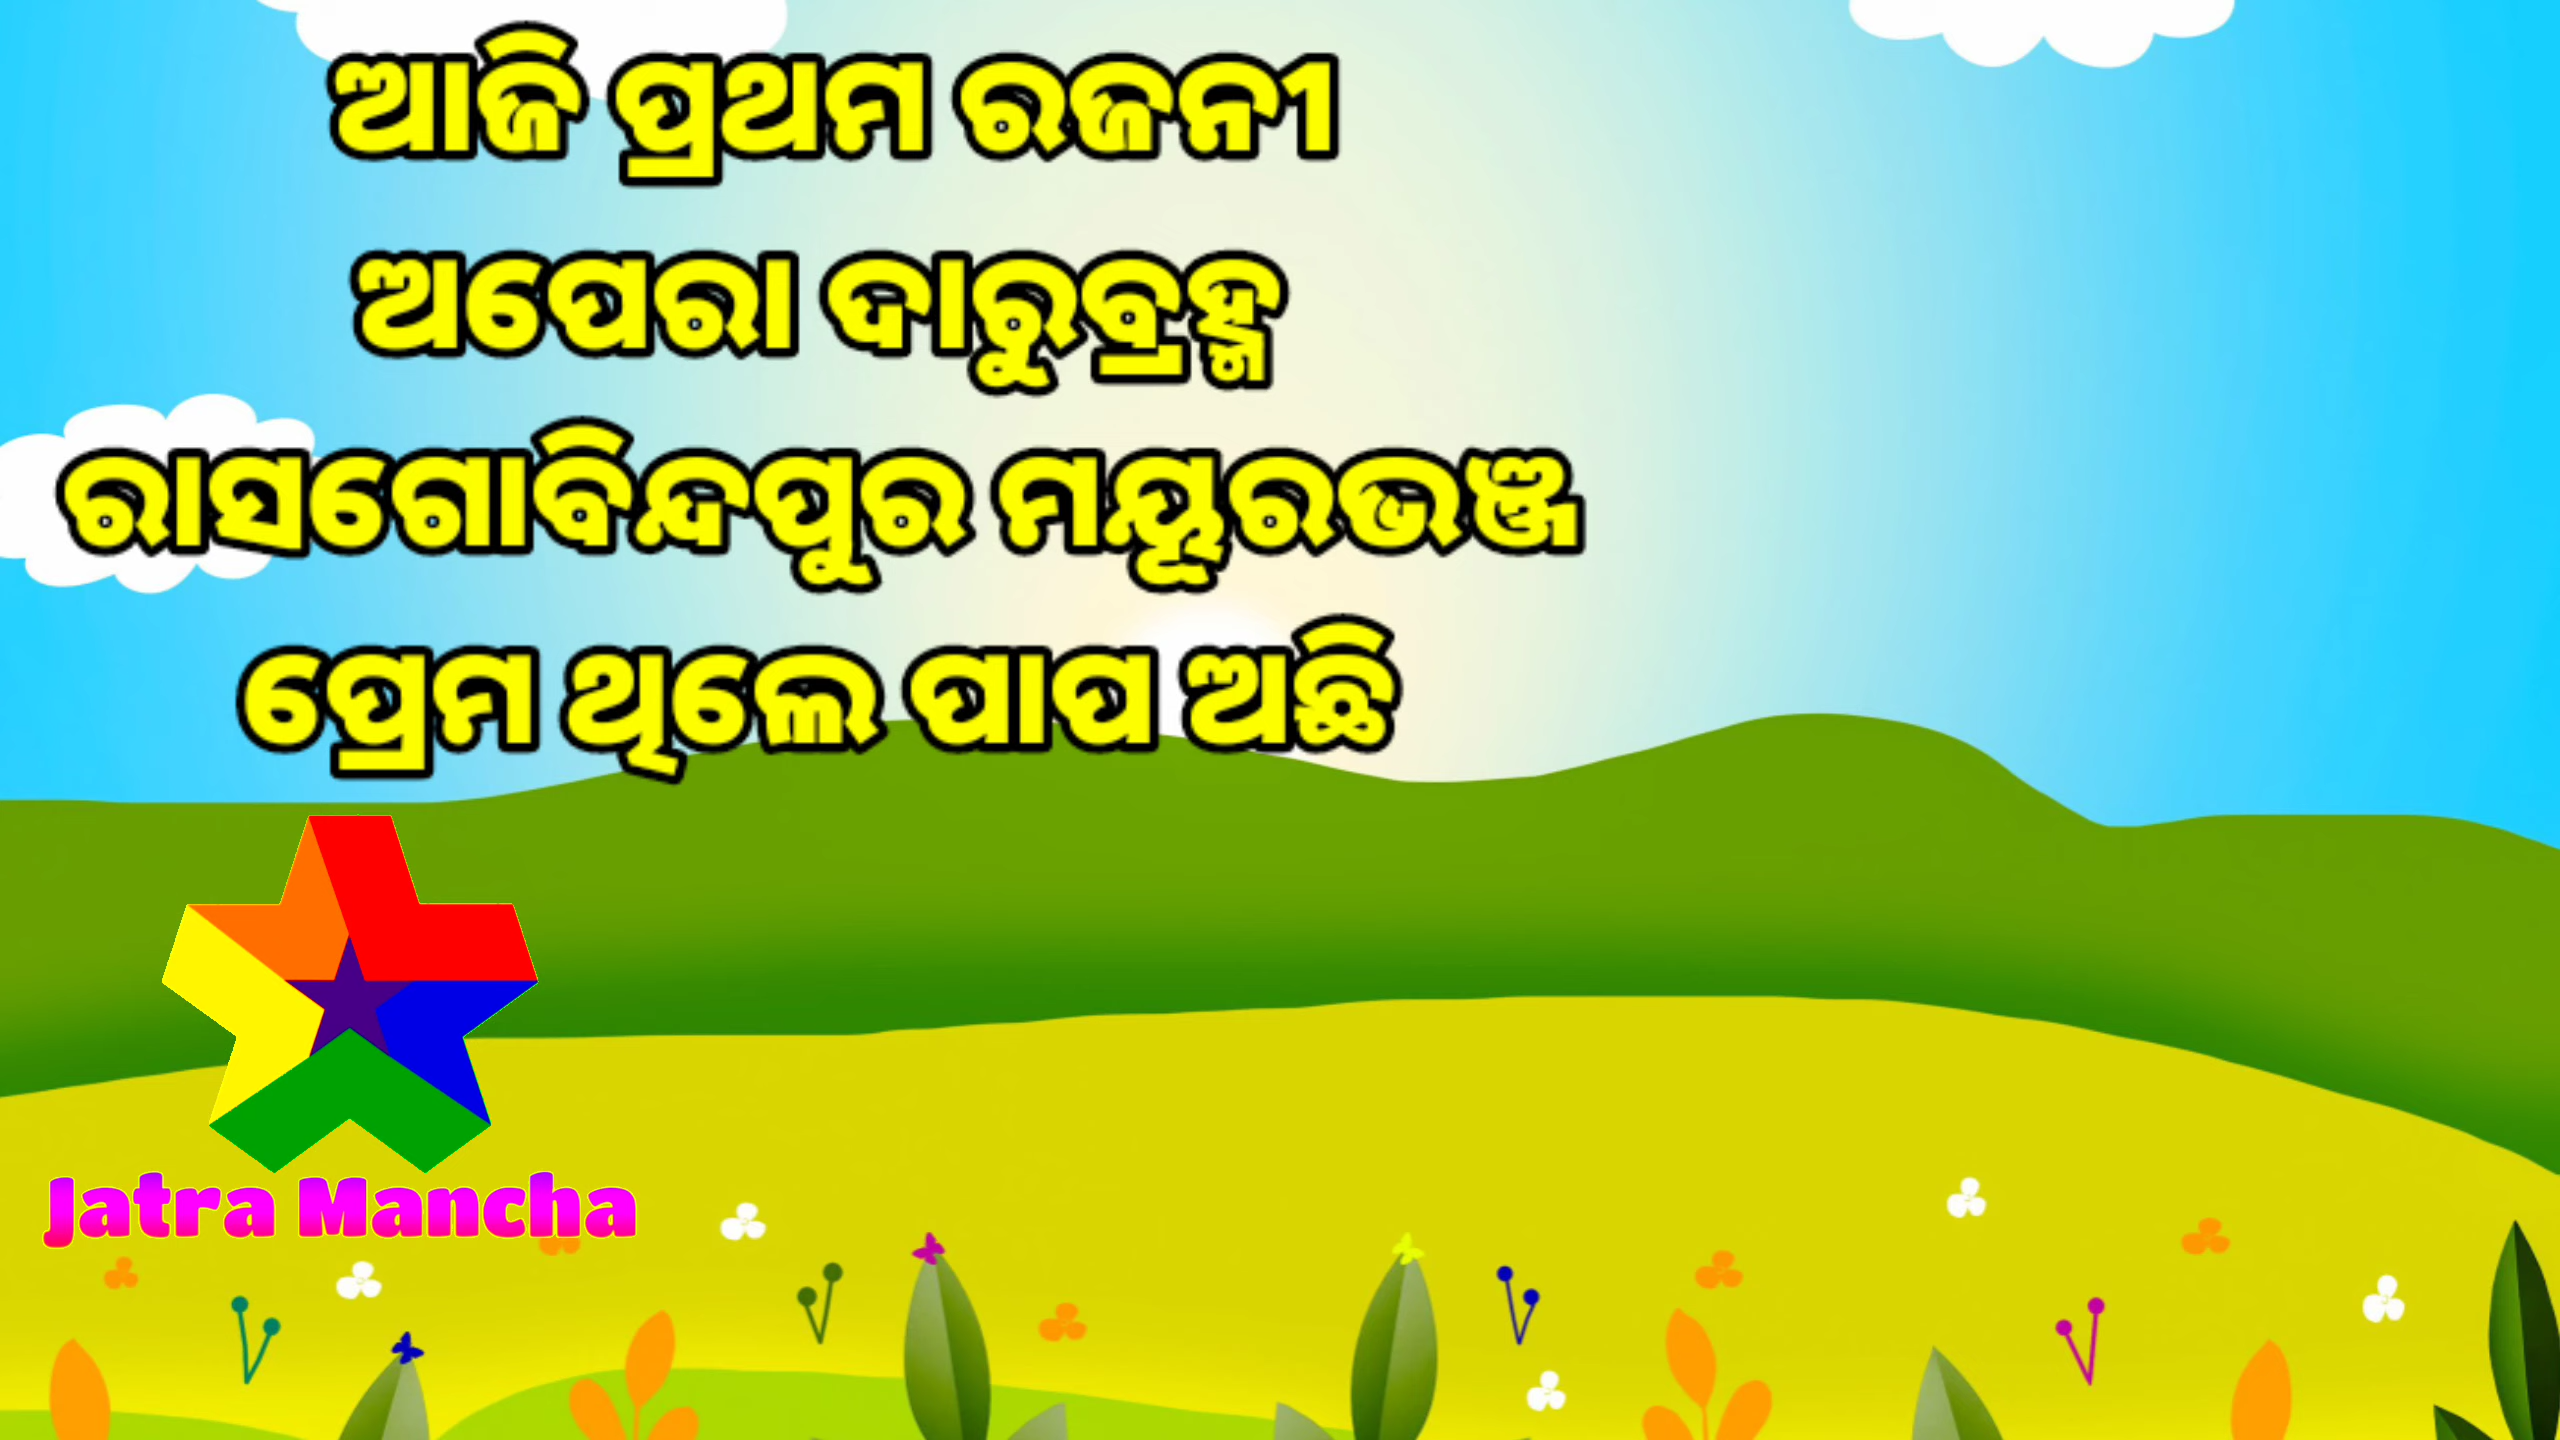 ଆଜି ପ୍ରଥମ ରଜନୀ
ଅପେରା ଦାରୁବ୍ରହ୍ମ
ରାସଗୋବିନ୍ଦପୁର ମୟୂରଭଞ୍ଜ
ପ୍ରେମ ଥିଲେ ପାପ ଅଛି
Jatra Mancha